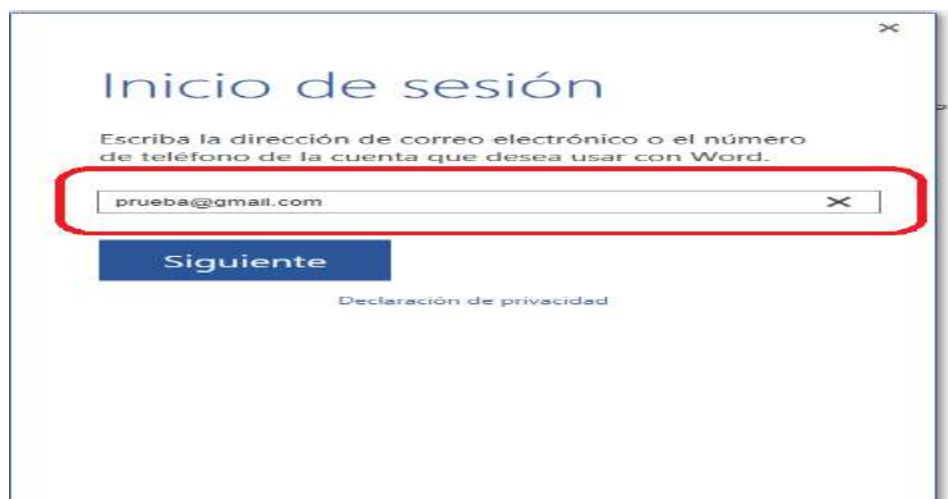 Inicio de sesión
Escriba la dirección de correo electrónico o el número
de teléfono de la cuenta que desea usar con Word.
prueba@gmail.com
Siguiente
Declaración de privacidad